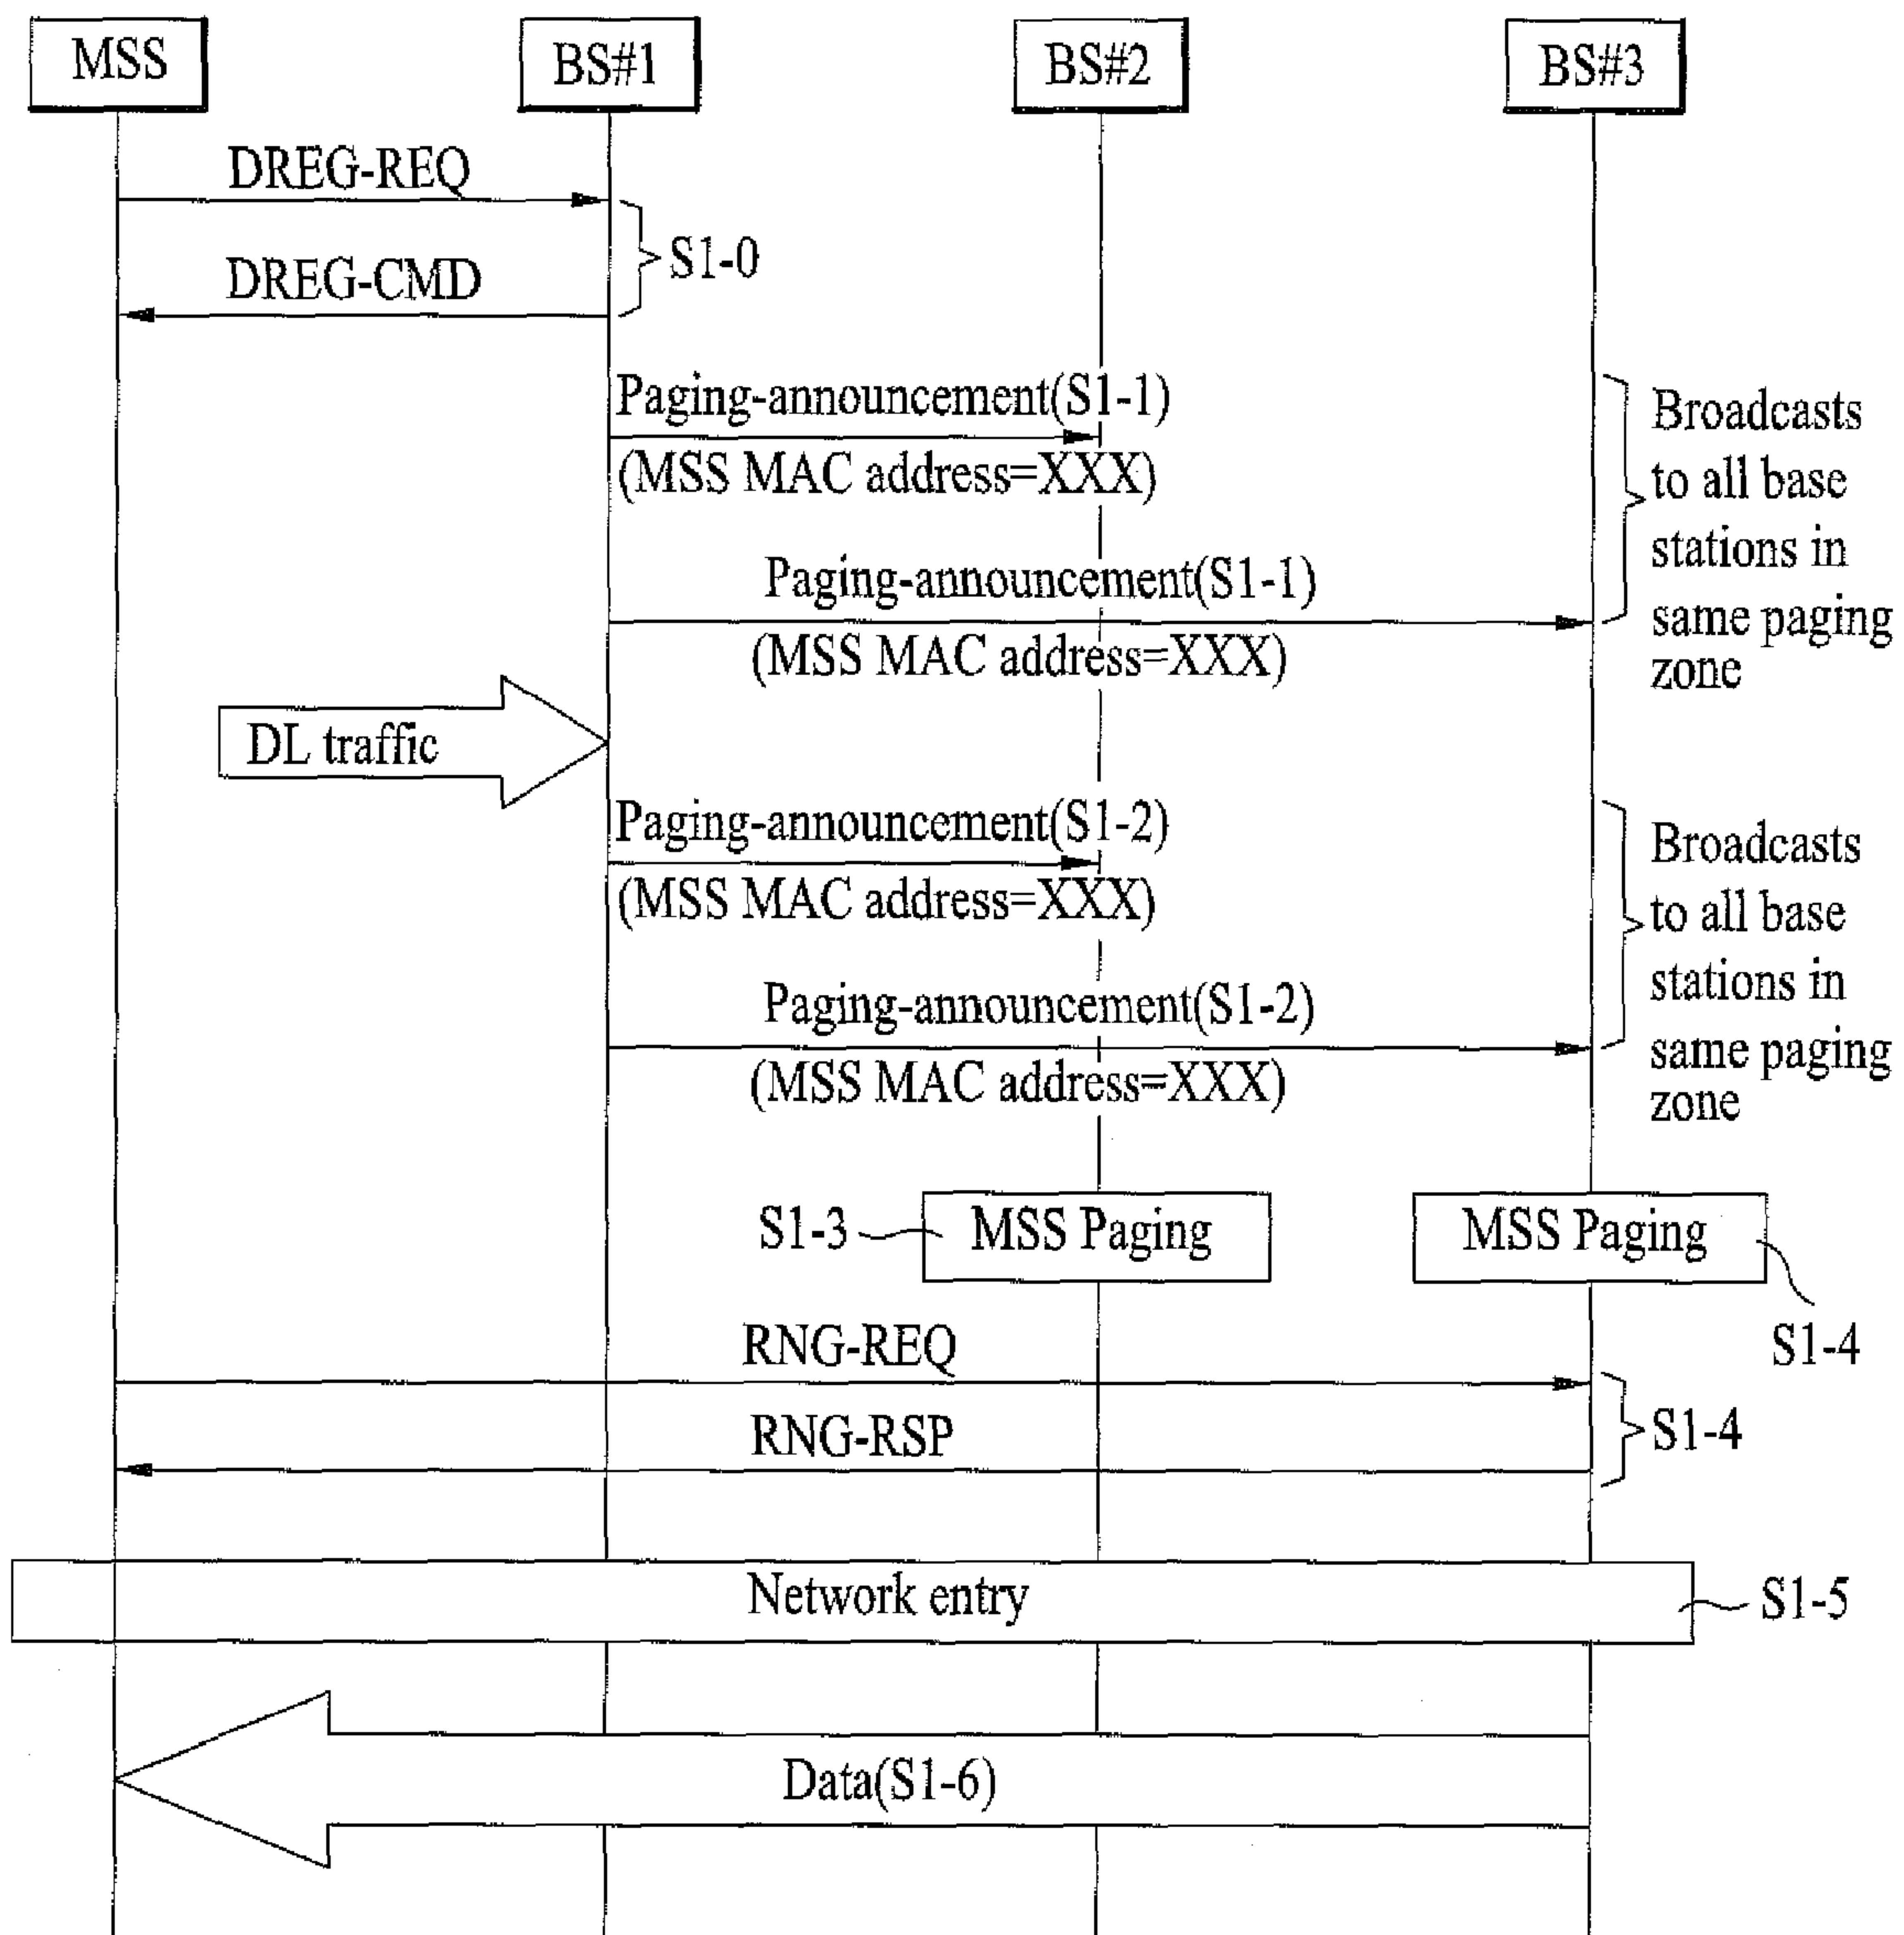 MSS
BS#1
BS#2
BS#3
DREG-REQ
S1-0
DREG-CMD
Paging-announcement(S1-1)
(MSS MAC address=XXX)
Paging-announcement(S1-1)
(MSS MAC address=XXX)
Broadcasts
to all base
stations in
same paging
zone
DL traffic
Paging-announcement(S1-2)
(MSS MAC address=XXX)
Paging-announcement(S1-2)
(MSS MAC address=XXX)
Broadcasts
to all base
stations in
same paging
zone
S1-3
MSS Paging
MSS Paging
S1-4
RNG-REQ
RNG-RSP
S1-4
Network entry
S1-5
Data(S1-6)